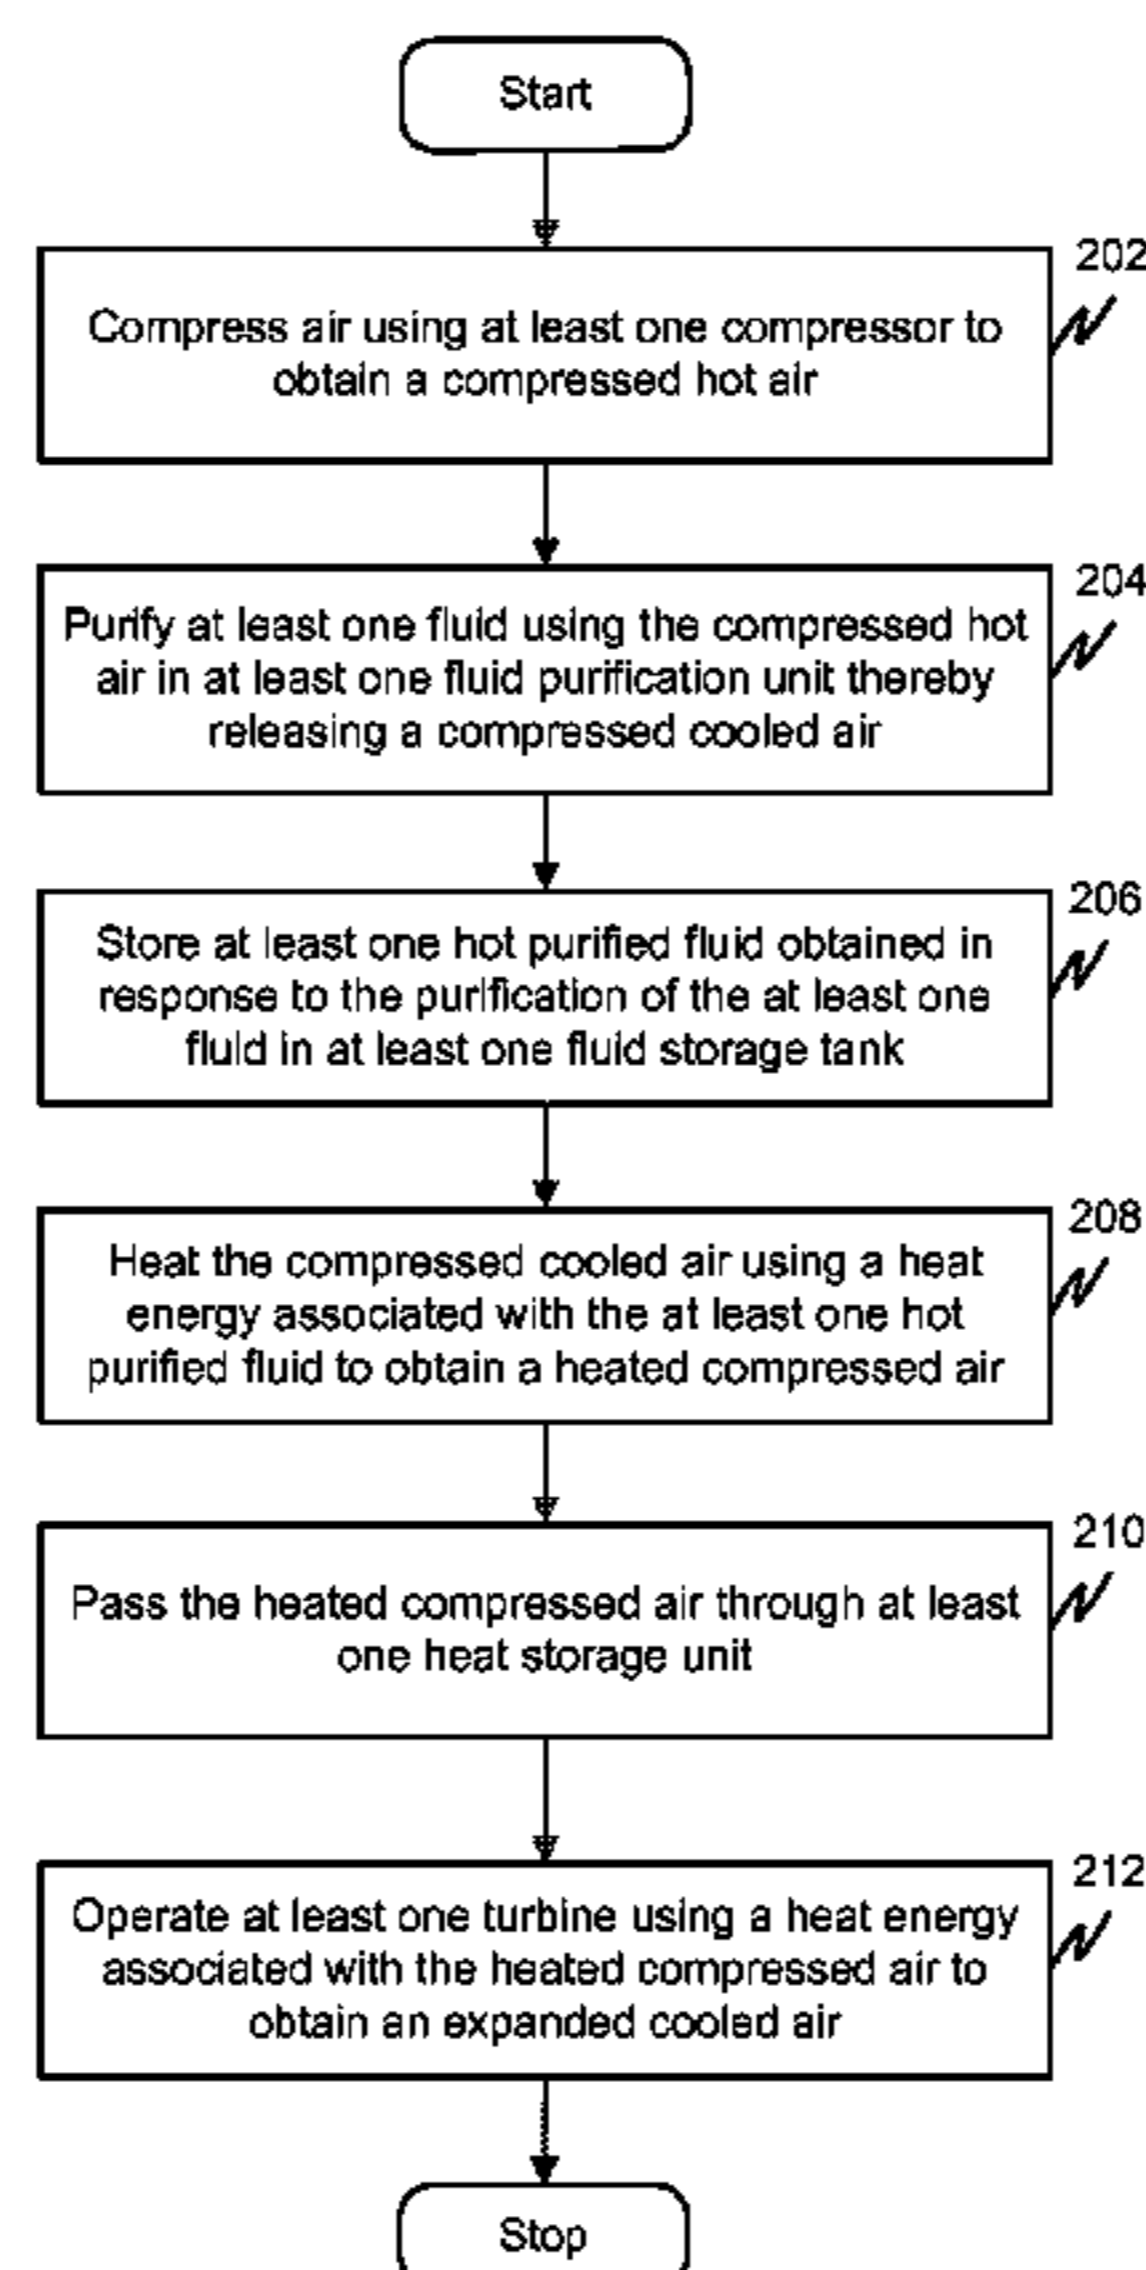 Start
202
Compress air using at least one compressor to
obtain a compressed hot air
204
Purify at least one fluid using the compressed hot
air in at least one fluid purification unit thereby
releasing a compressed cooled air
206
Store at least one hot purified fluid obtained in
response to the purification of the at least one
fluid in at least one fluid storage tank
208
Heat the compressed cooled air using a heat
energy associated with the at least one hot
purified fluid to obtain a heated compressed air
210
Pass the heated compressed air through at least
one heat storage unit
212
Operate at least one turbine using a heat energy
associated with the heated compressed air to
obtain an expanded cooled air
Stop